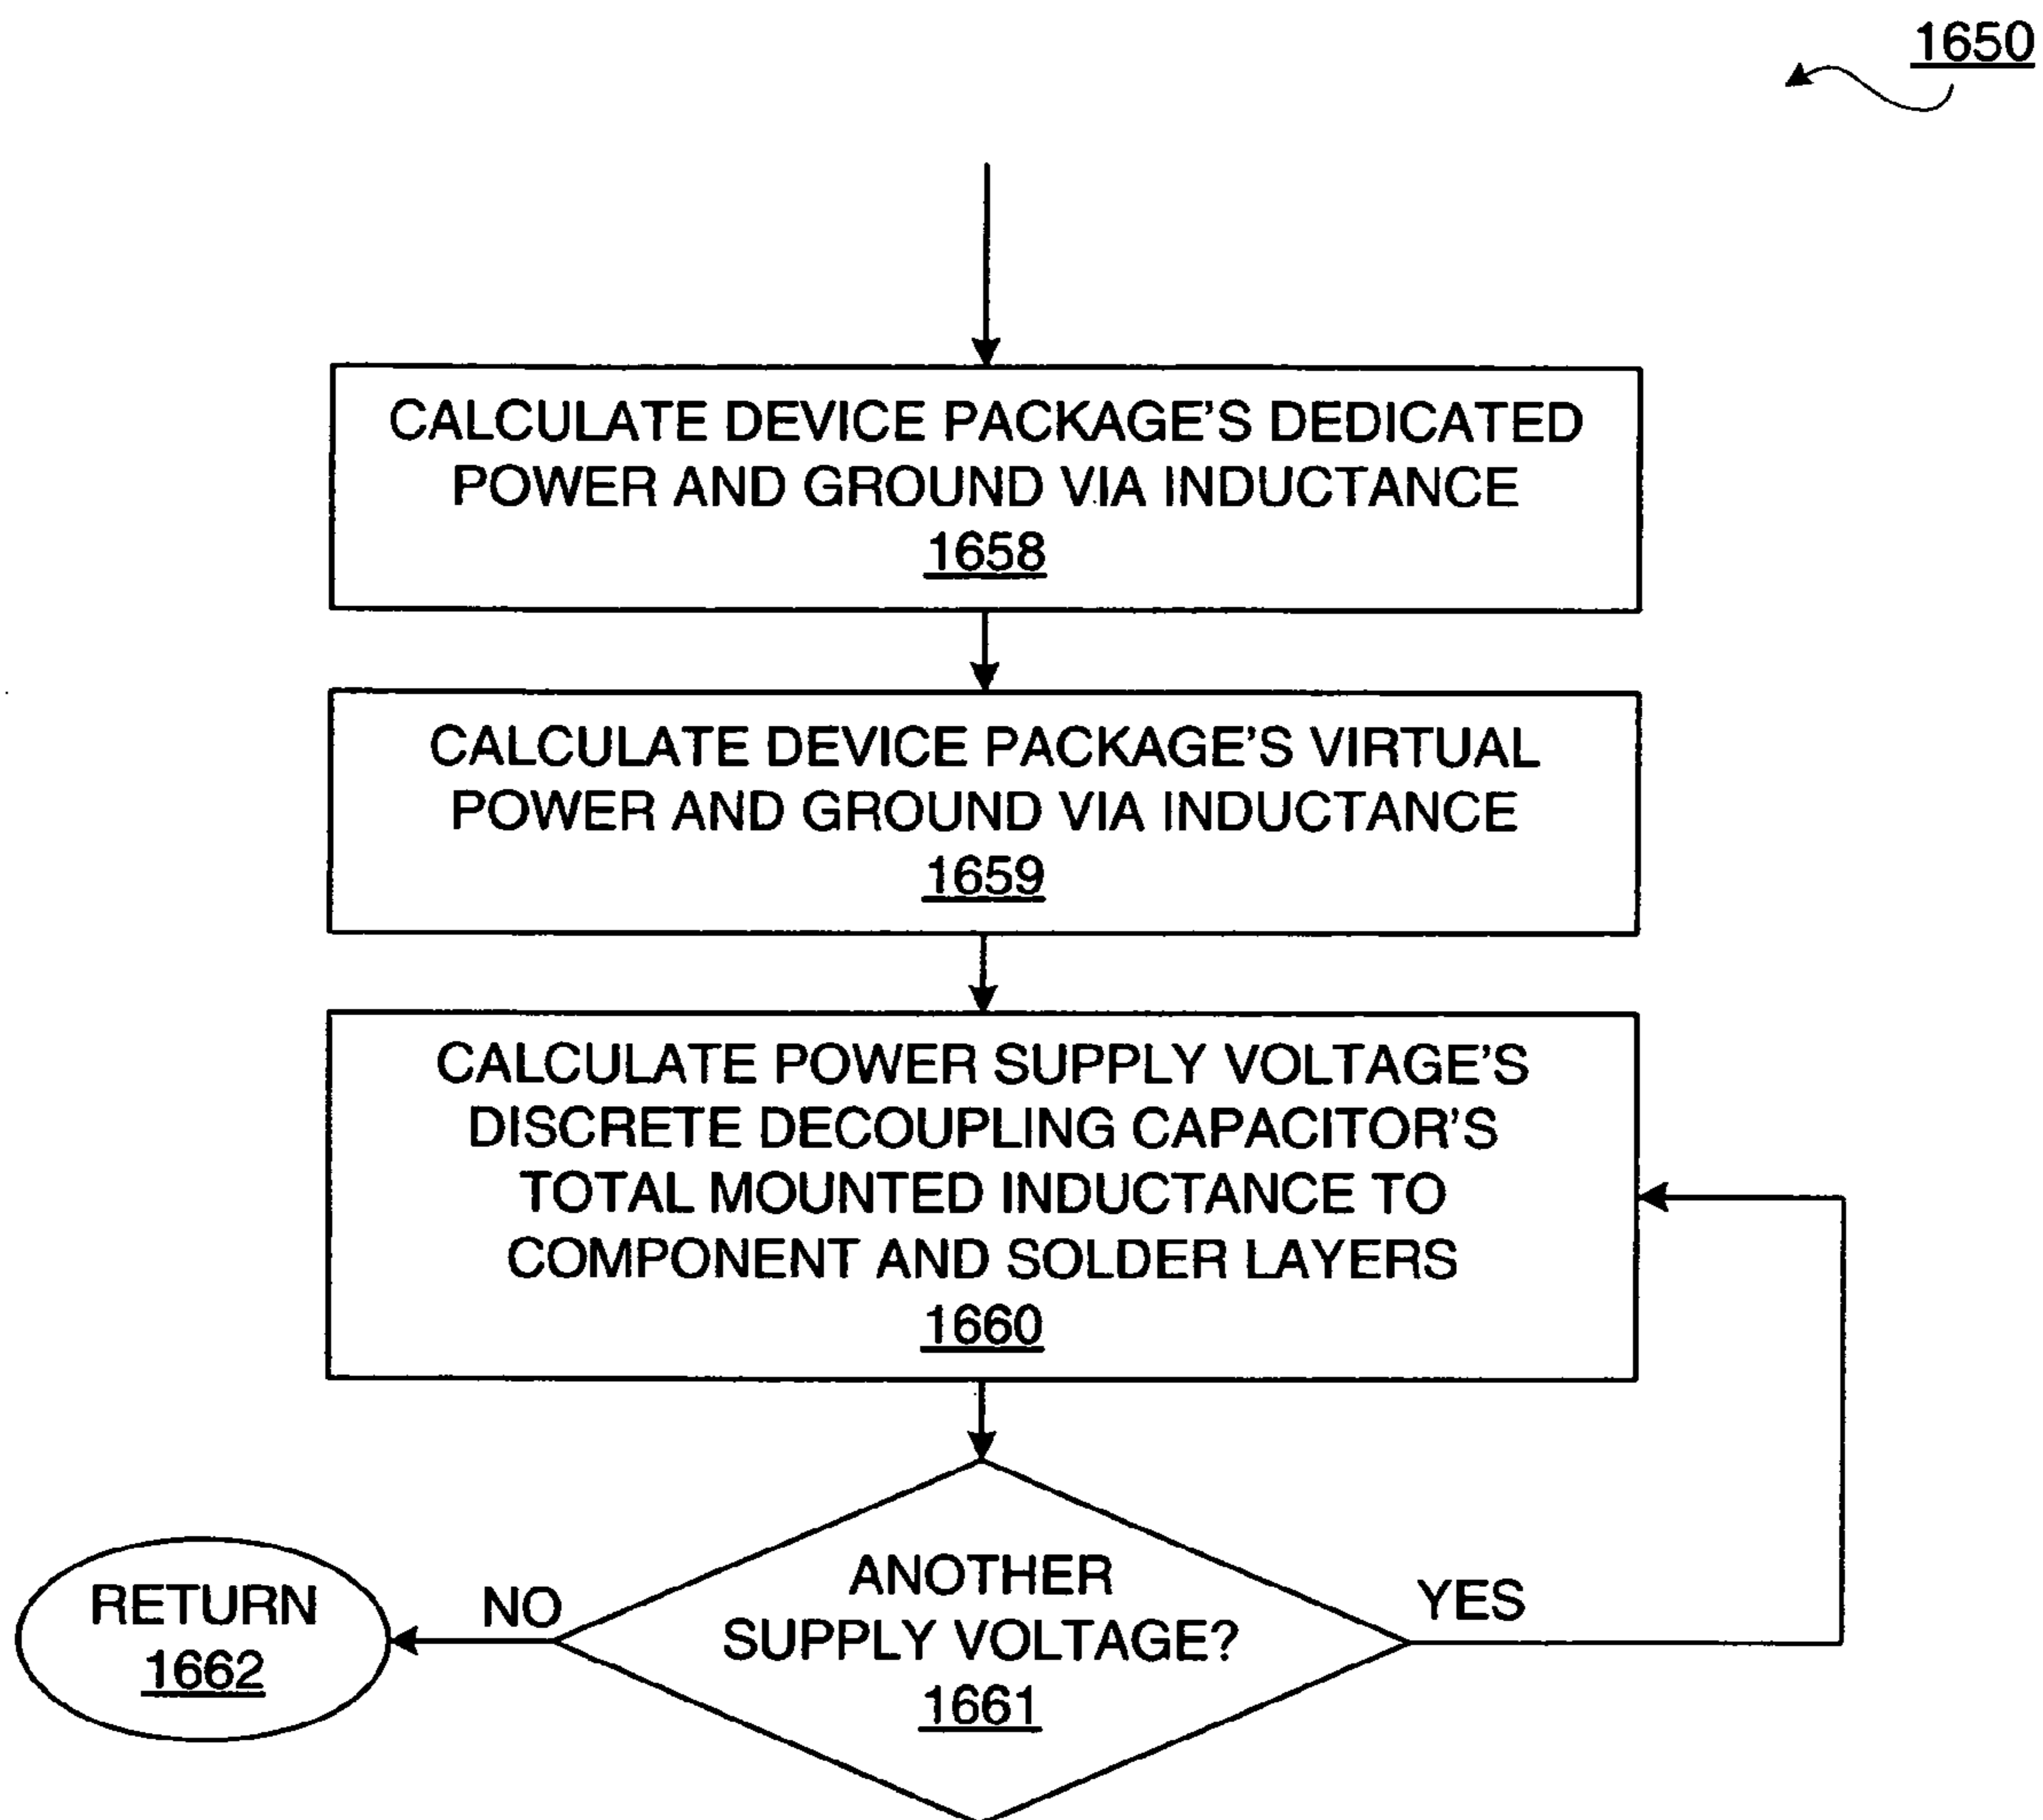 1650
CALCULATE DEVICE PACKAGE'S DEDICATED
POWER AND GROUND VIA INDUCTANCE
1658
CALCULATE DEVICE PACKAGE'S VIRTUAL
POWER AND GROUND VIA INDUCTANCE
1659
CALCULATE POWER SUPPLY VOLTAGE'S
DISCRETE DECOUPLING CAPACITOR'S
TOTAL MOUNTED INDUCTANCE TO
COMPONENT AND SOLDER LAYERS
1660
ANOTHER
SUPPLY VOLTAGE?
1661
YES
NO
RETURN
1662